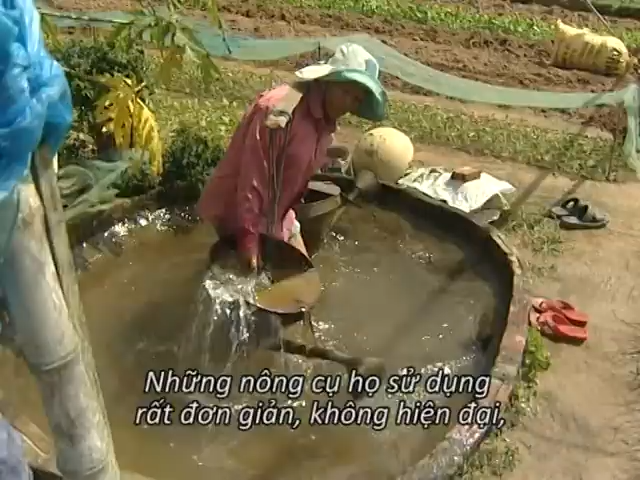 Những nông cụ họ sử dụng
rất đơn giản, không hiện đại,